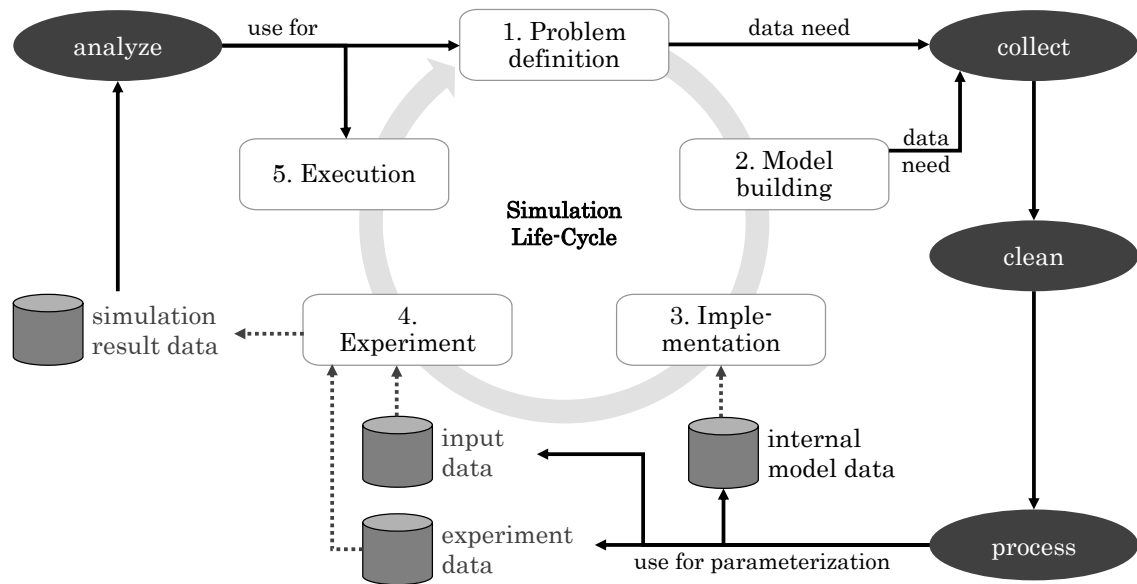 analyze
use for
1. Problem
definition
data need
collect
5. Execution
2. Model
building
data
need
Simulation
Life-Cycle
clean
simulation
result data
4.
Experiment
3. Imple-
mentation
input
data
internal
model data
experiment
data
use for parameterization
process